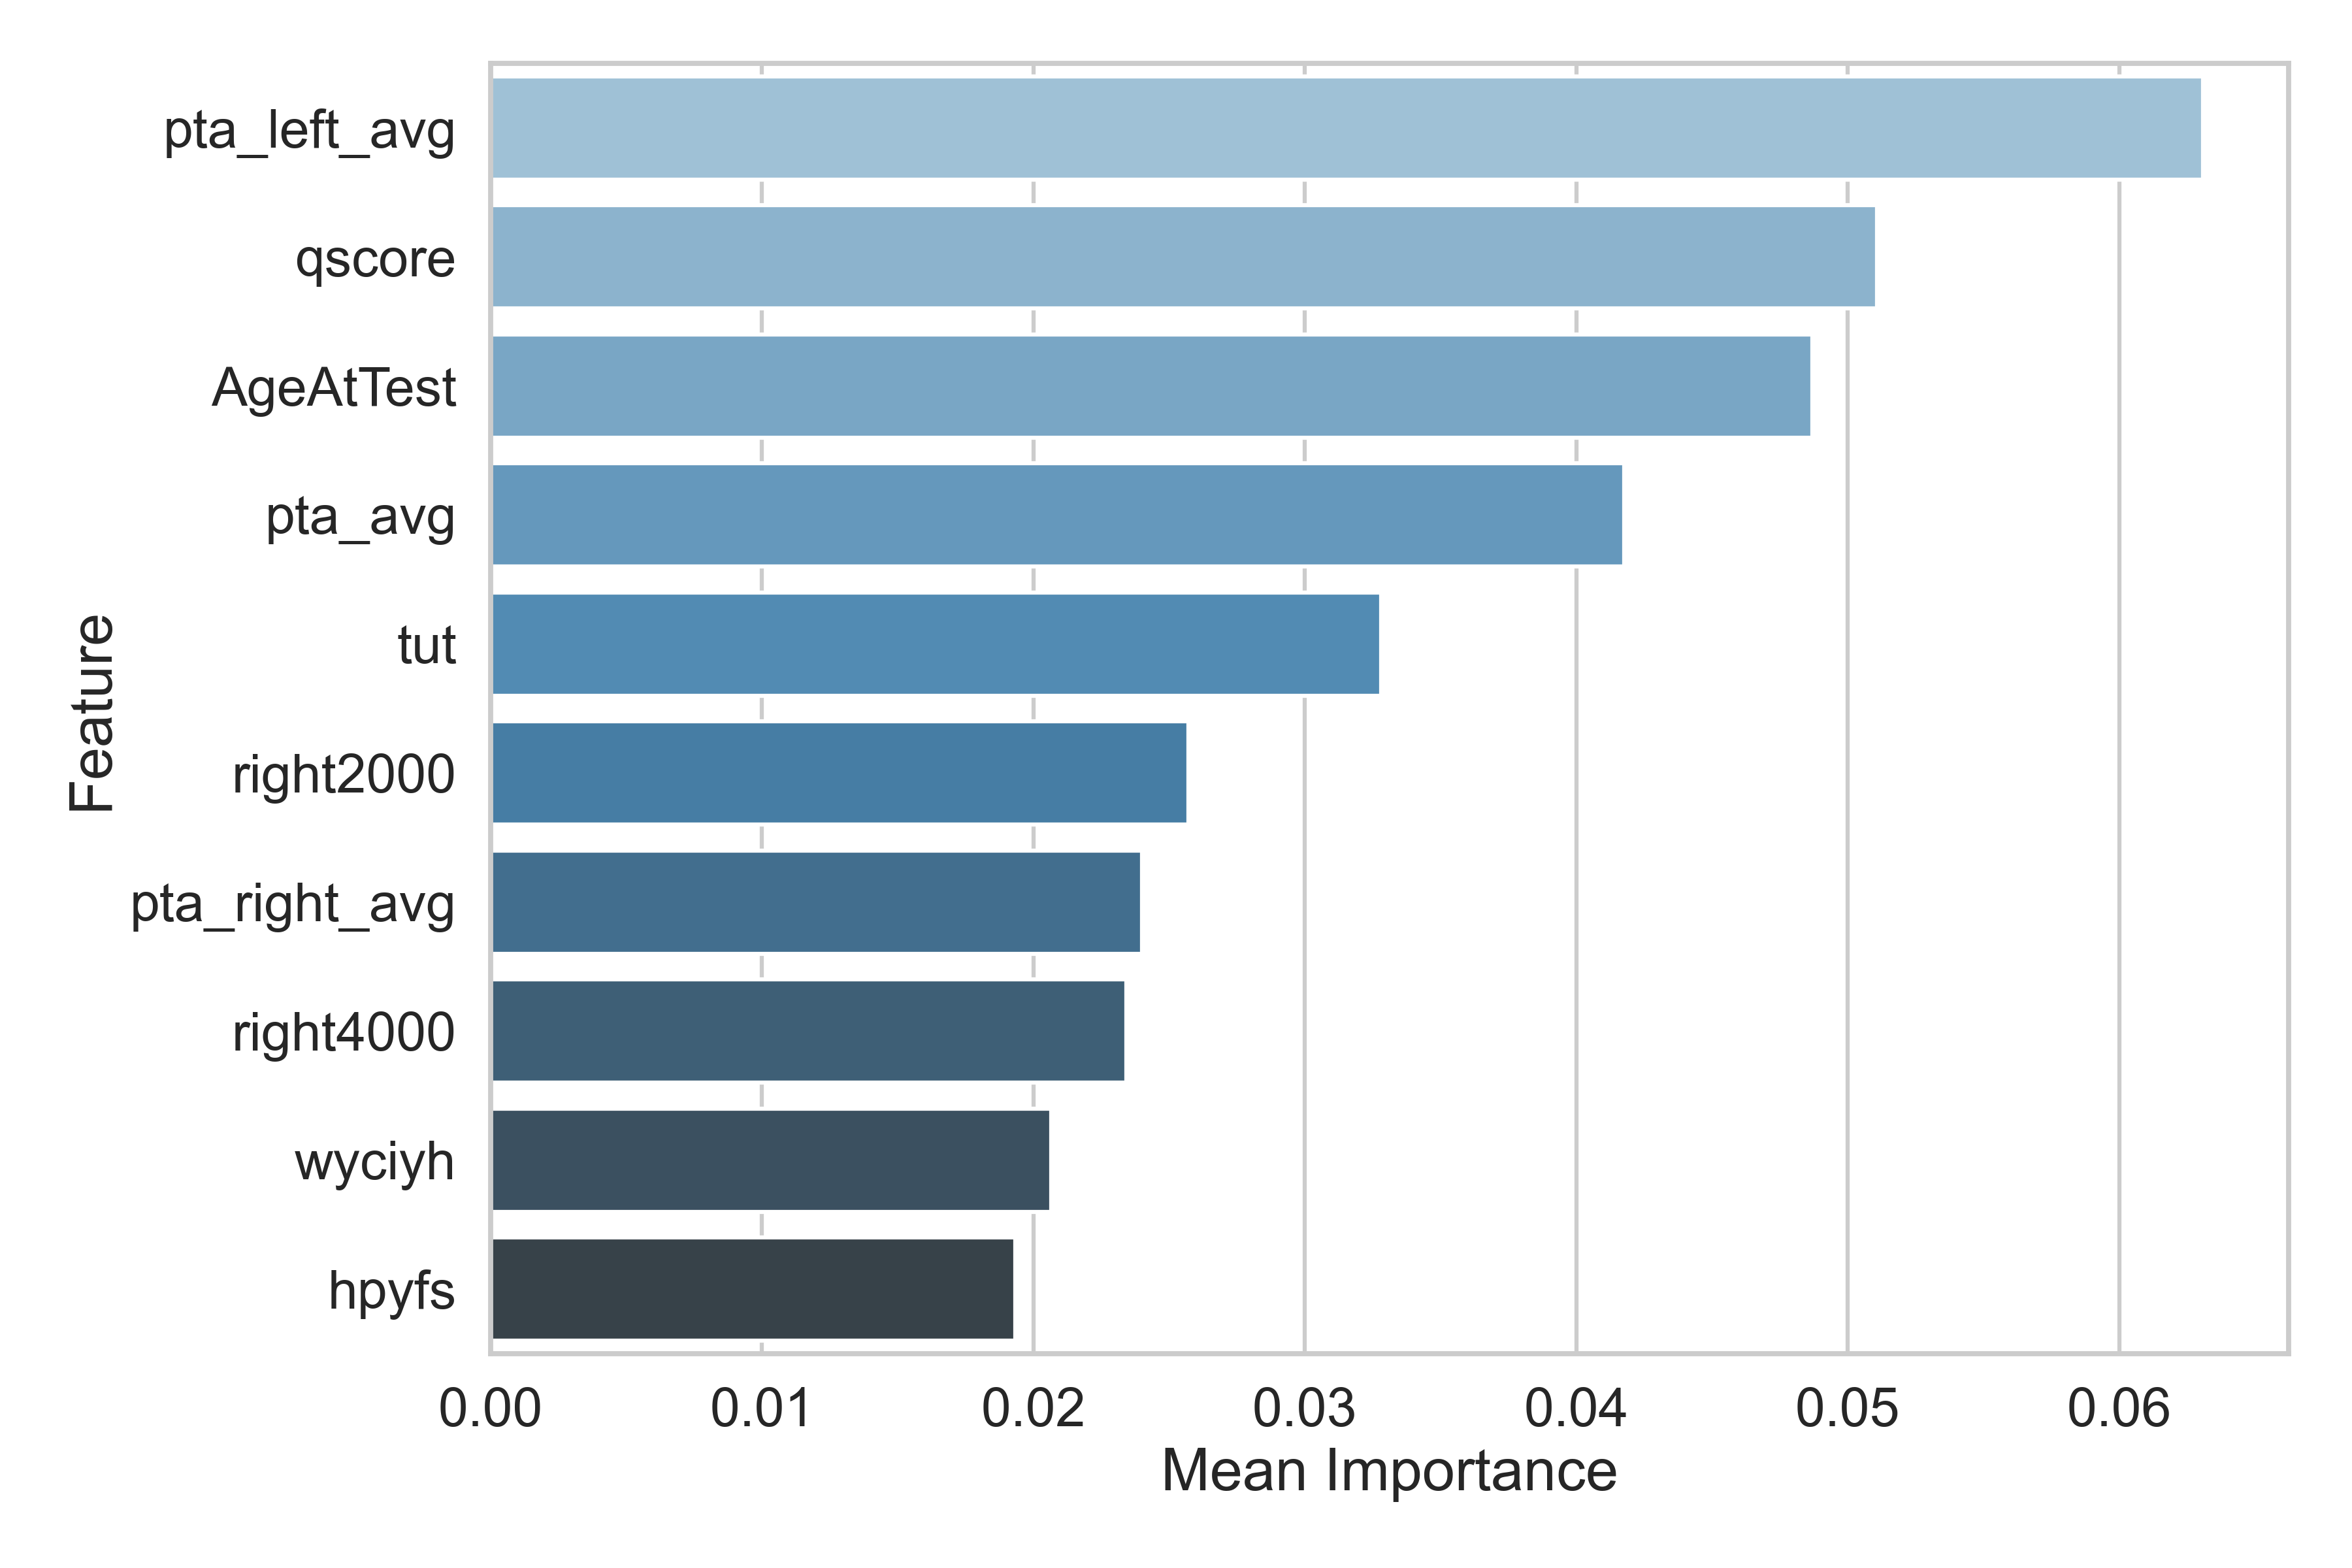 pta_left_avg
qscore
AgeAtTest
pta_avg
tut
right2000
pta_right_avg
right4000
wyciyh
hpyfs
Feature
0.00 0.01 0.02 0.03 0.04 0.05 0.06
Mean Importance